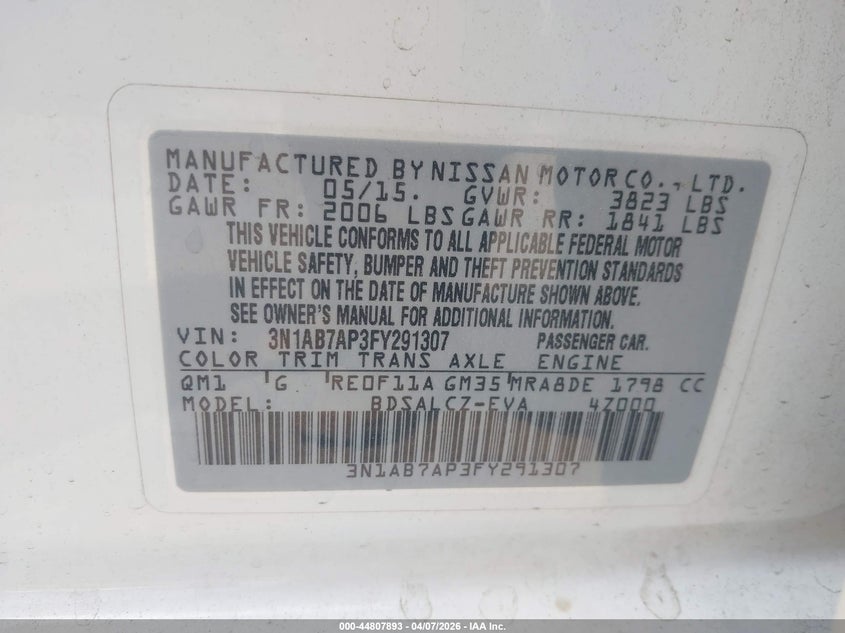 MANUFACTURED BY NISSAN MOTOR CO., LTD.
DATE: 05/15. GVWR: 3823 LBS
GAWR FR: 2006 LBS GAWR RR: 1841 LBS
THIS VEHICLE CONFORMS TO ALL APPLICABLE FEDERAL MOTOR
VEHICLE SAFETY, BUMPER AND THEFT PREVENTION STANDARDS
IN EFFECT ON THE DATE OF MANUFACTURE SHOWN ABOVE.
SEE OWNER'S MANUAL FOR ADDITIONAL INFORMATION.
VIN: 3N1AB7AP3FY291307 PASSENGER CAR.
COLOR TRIM TRANS AXLE ENGINE
QM1 G RE0F11A GM35 MRA8DE 1798 CC
MODEL: BDSALCZ-EVA 4Z000
3N1AB7AP3FY291307
000-44807893 - 04/07/2026 - IAA Inc.